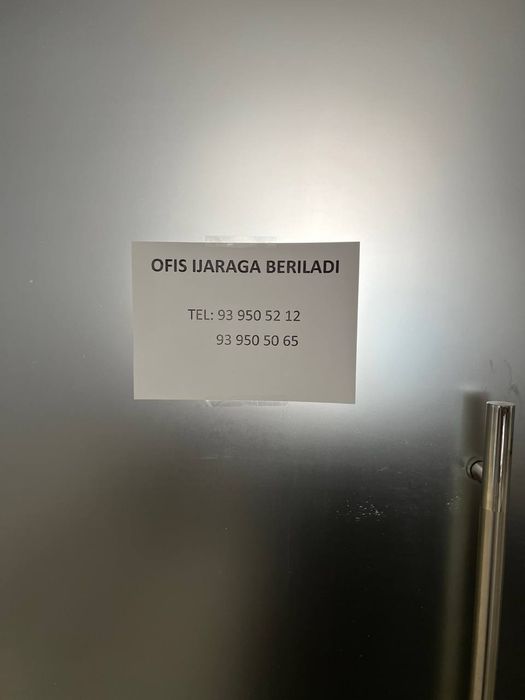 OFIS IJARAGA BERILADI
TEL: 93 950 52 12
93 950 50 65